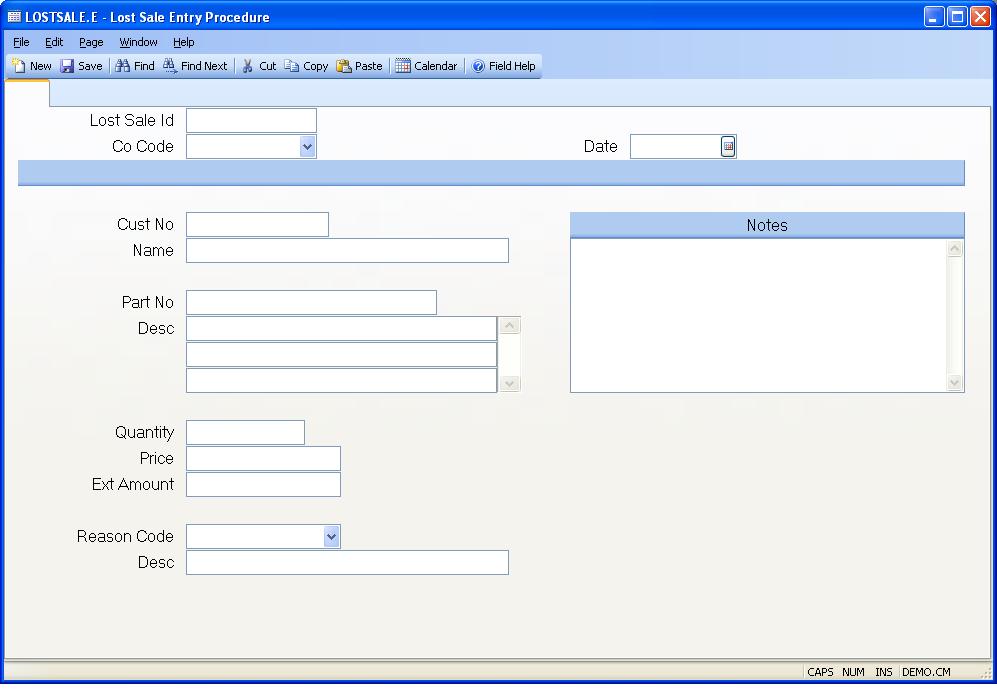 LOSTSALE.E - Lost Sale Entry Procedure
File Edit Page Window Help
New Save Find Find Next Cut Copy Paste Calendar Field Help
Lost Sale Id
Co Code Date
Cust No Notes
Name
Part No
Desc
Quantity
Price
Ext Amount
Reason Code
Desc
CAPS NUM INS DEMO.CM